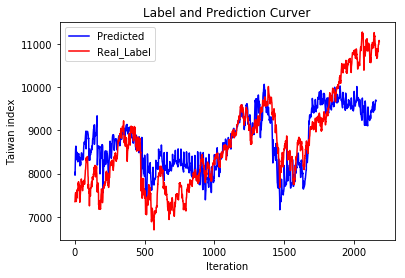 Label and Prediction Curver
Predicted
Real_Label
11000
10000
9000
8000
7000
Taiwan index
0 500 1000 1500 2000
Iteration